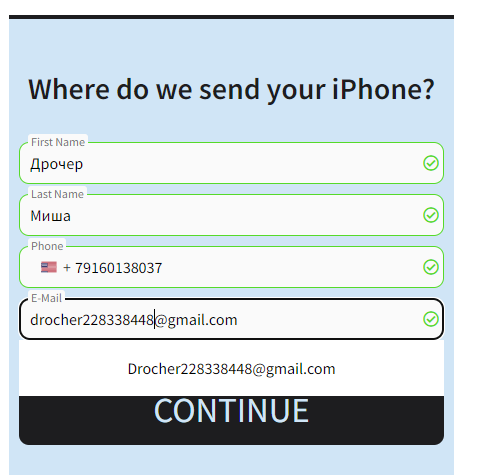 Where do we send your iPhone?
First Name
Дрочер
Last Name
Миша
Phone
+ 79160138037
E-Mail
drocher228338448@gmail.com
Drocher228338448@gmail.com
CONTINUE